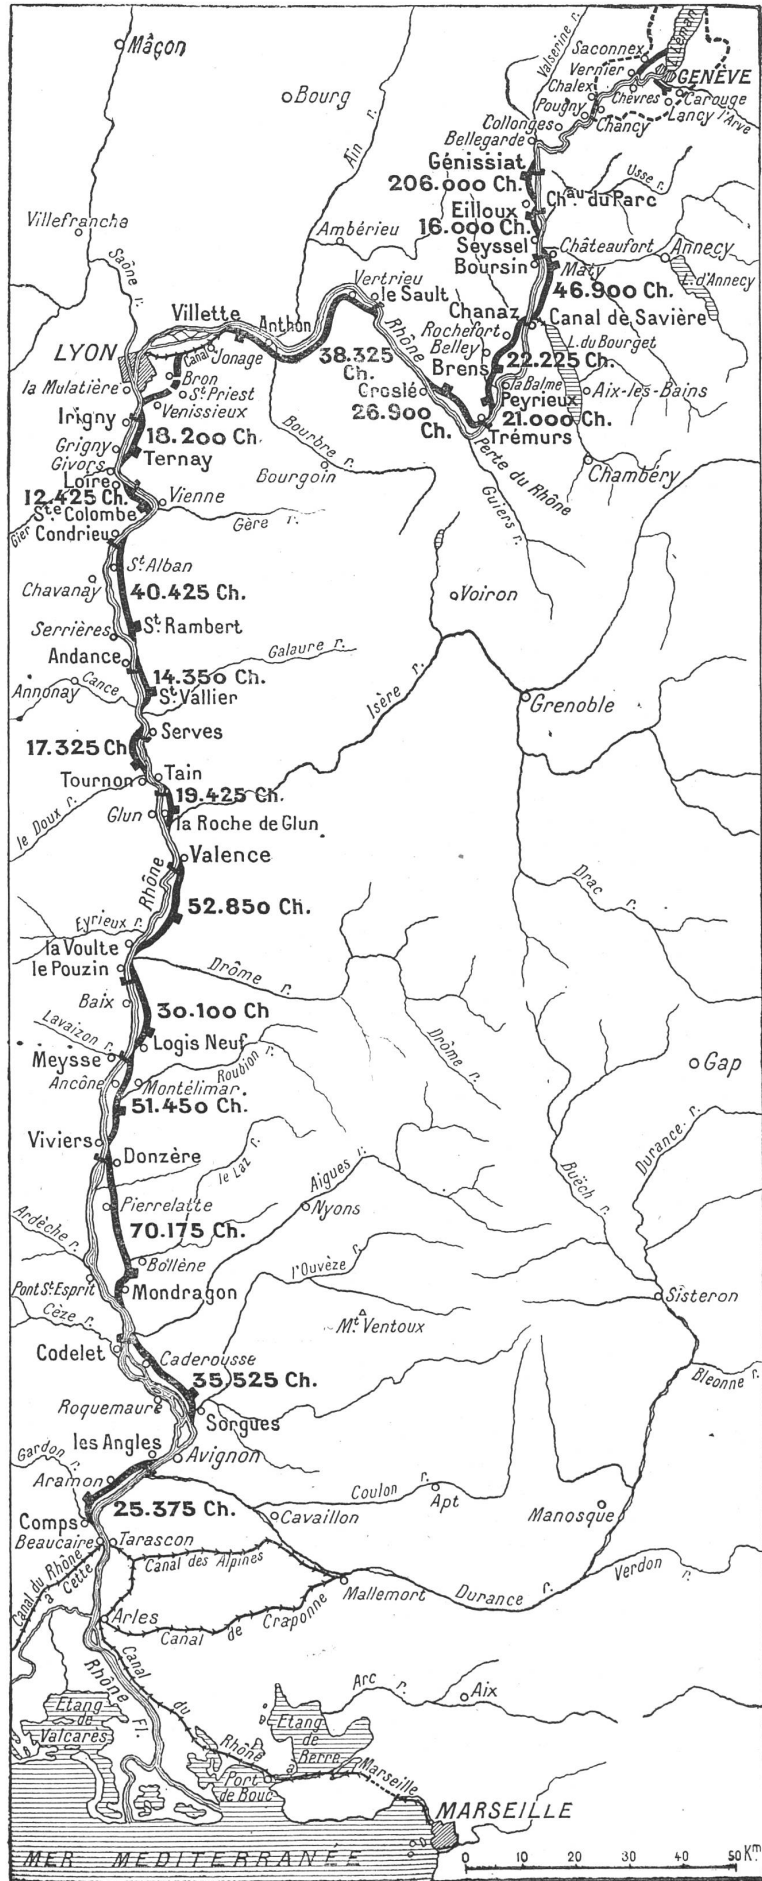 Mâçon
Bourg
Ain r.
Valserine r.
Saconnex
L. Léman
Vernier
GENÈVE
Chalex
Chèvres
Carouge
Pougny
Lancy
l'Arve
Collonges
Chancy
Bellegarde
Génissiat
206.000 Ch.
Usse r.
Chau du Parc
Eilloux
16.000 Ch.
Villefrancha
Ambérieu
Seyssel
Châteaufort
Annecy
Boursin
Maty
L. d'Annecy
46.900 Ch.
Saône r.
Vertrieu
le Sault
Villette
Anthon
Chanaz
Canal de Savière
Rhône
Rochefort
L. du Bourget
LYON
Canal
Jonage
38.325
Ch.
Belley
22.225 Ch.
Brens
la Mulatière
Bron
St Priest
Venissieux
Groslé
26.900
Ch.
la Balme
Peyrieux
Aix-les-Bains
21.000 Ch.
Trémurs
Irigny
18.200 Ch.
Grigny
Ternay
Bourbre r.
Perte du Rhône
Chambéry
Givors
Loire
Bourgoin
12.425 Ch.
Vienne
Guiers r.
Ste Colombe
Gier
Condrieu
Gère r.
St Alban
Chavanay
40.425 Ch.
Voiron
Serrières
St Rambert
Andance
Galaure r.
14.350 Ch.
Annonay
Cance
St Vallier
Isère r.
Grenoble
Serves
17.325 Ch
Tain
Tournon
19.425 Ch.
le Doux r.
Glun
la Roche de Glun
Valence
Rhône
Drac r.
52.850 Ch.
Eyrieux r.
la Voulte
le Pouzin
Drôme r.
Baix
30.100 Ch
Lavaizon r.
Logis Neuf
Drôme r.
Meysse
Roubion r.
Gap
Ancône
Montélimar
51.450 Ch.
Viviers
Donzère
Durance r.
le Laz r.
Aigues r.
Buëch r.
Pierrelatte
Nyons
Ardèche r.
70.175 Ch.
Bollène
l'Ouvèze r.
Pont St Esprit
Mondragon
Sisteron
Cèze r.
Mt Ventoux
Codelet
Caderousse
35.525 Ch.
Bleonne r.
Roquemaure
Sorgues
les Angles
Avignon
Gardon r.
Aramon
Coulon r.
Apt
25.375 Ch.
Cavaillon
Manosque
Comps
Beaucaire
Tarascon
Canal du Rhône
à Cette
Canal des Alpines
Mallemort
Durance r.
Verdon r.
Arles
Canal de Craponne
Rhône Fl.
Canal du Rhône à Marseille
Arc r.
Aix
Etang
de
Valcarès
Etang
de
Berre
Port
de Bouc
MARSEILLE
MER MEDITERRANÉE
0 10 20 30 40 50 Km.